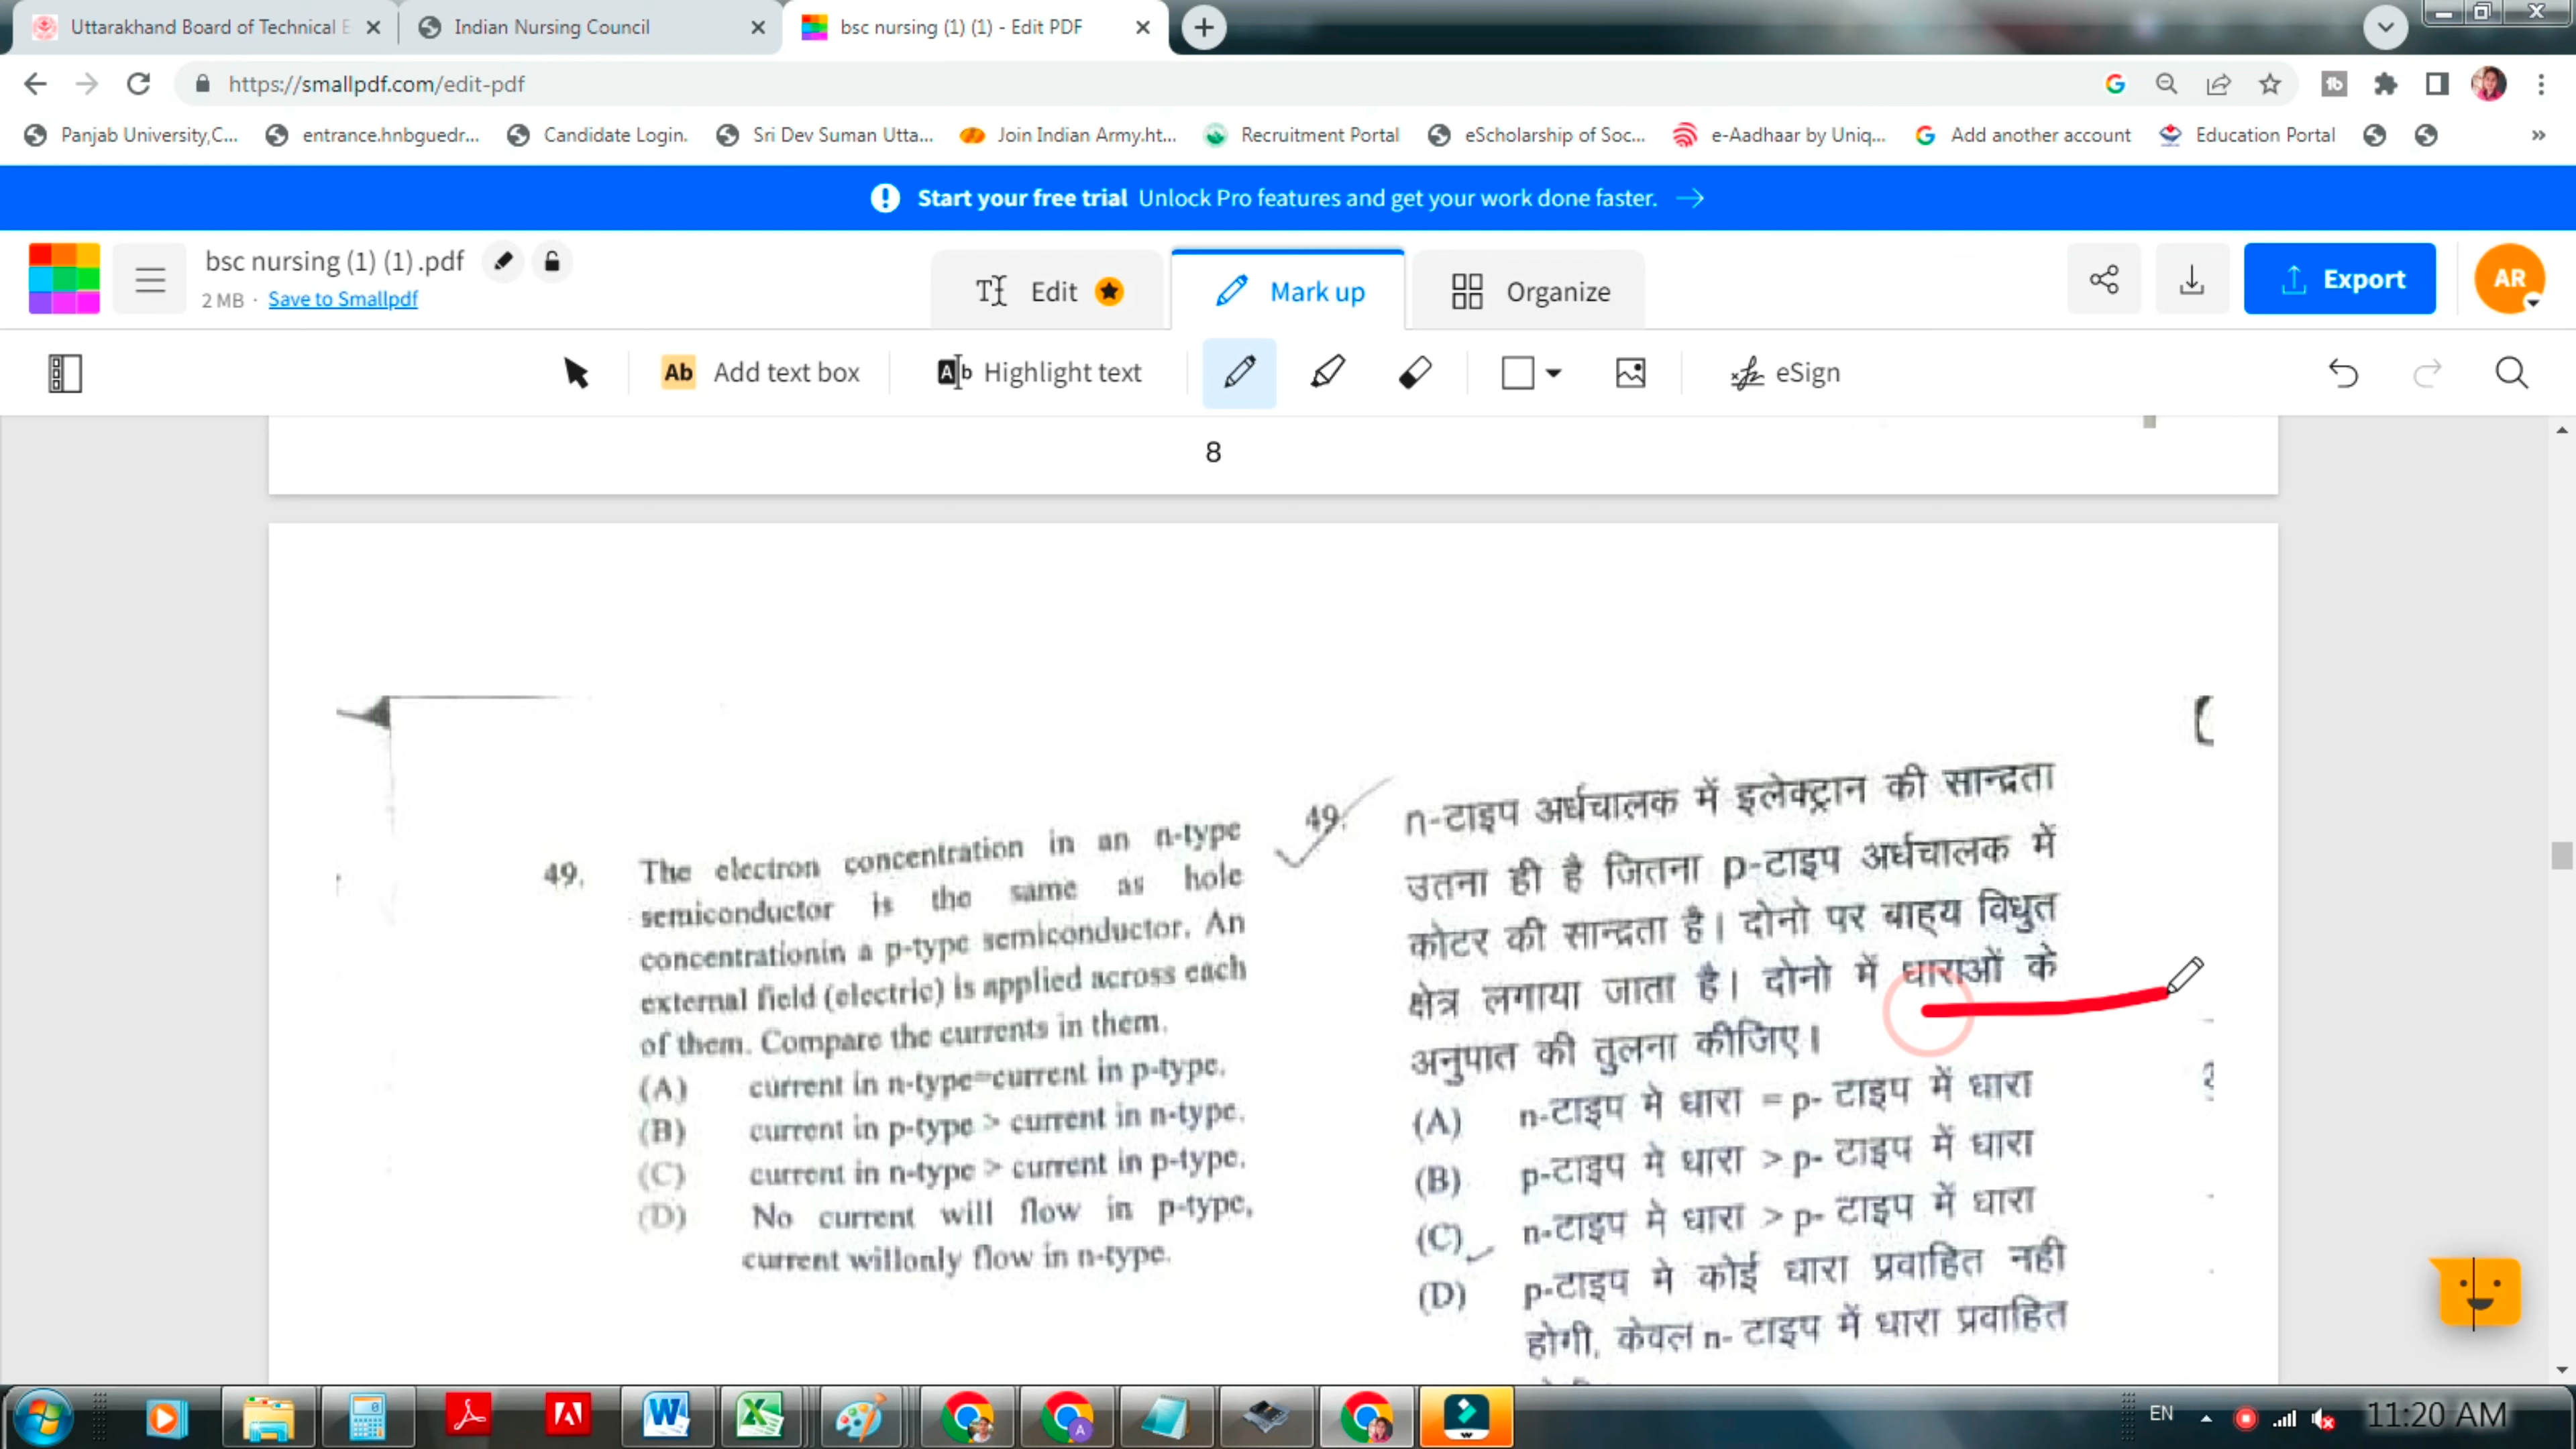 Uttarakhand Board of Technical E
Indian Nursing Council
bsc nursing (1) (1) - Edit PDF
https://smallpdf.com/edit-pdf
Panjab University,C...
entrance.hnbguedr...
Candidate Login.
Sri Dev Suman Utta...
Join Indian Army.ht...
Recruitment Portal
eScholarship of Soc...
e-Aadhaar by Uniq...
Add another account
Education Portal
Start your free trial Unlock Pro features and get your work done faster.
bsc nursing (1) (1).pdf
2 MB · Save to Smallpdf
Edit
Mark up
Organize
Export
AR
Ab Add text box
Highlight text
eSign
8
49. The electron concentration in an n-type
semiconductor is the same as hole
concentrationin a p-type semiconductor. An
external field (electric) is applied across each
of them. Compare the currents in them.
(A) current in n-type=current in p-type.
(B) current in p-type > current in n-type.
(C) current in n-type > current in p-type.
(D) No current will flow in p-type,
current willonly flow in n-type.
49. n-टाइप अर्धचालक में इलेक्ट्रान की सान्द्रता
उतना ही है जितना p-टाइप अर्धचालक में
कोटर की सान्द्रता है। दोनो पर बाह्य विधुत
क्षेत्र लगाया जाता है। दोनो में धाराओं के
अनुपात की तुलना कीजिए।
(A) n-टाइप मे धारा = p- टाइप में धारा
(B) p-टाइप मे धारा > p- टाइप में धारा
(C) n-टाइप मे धारा > p- टाइप में धारा
(D) p-टाइप मे कोई धारा प्रवाहित नही
होगी, केवल n- टाइप में धारा प्रवाहित
EN
11:20 AM